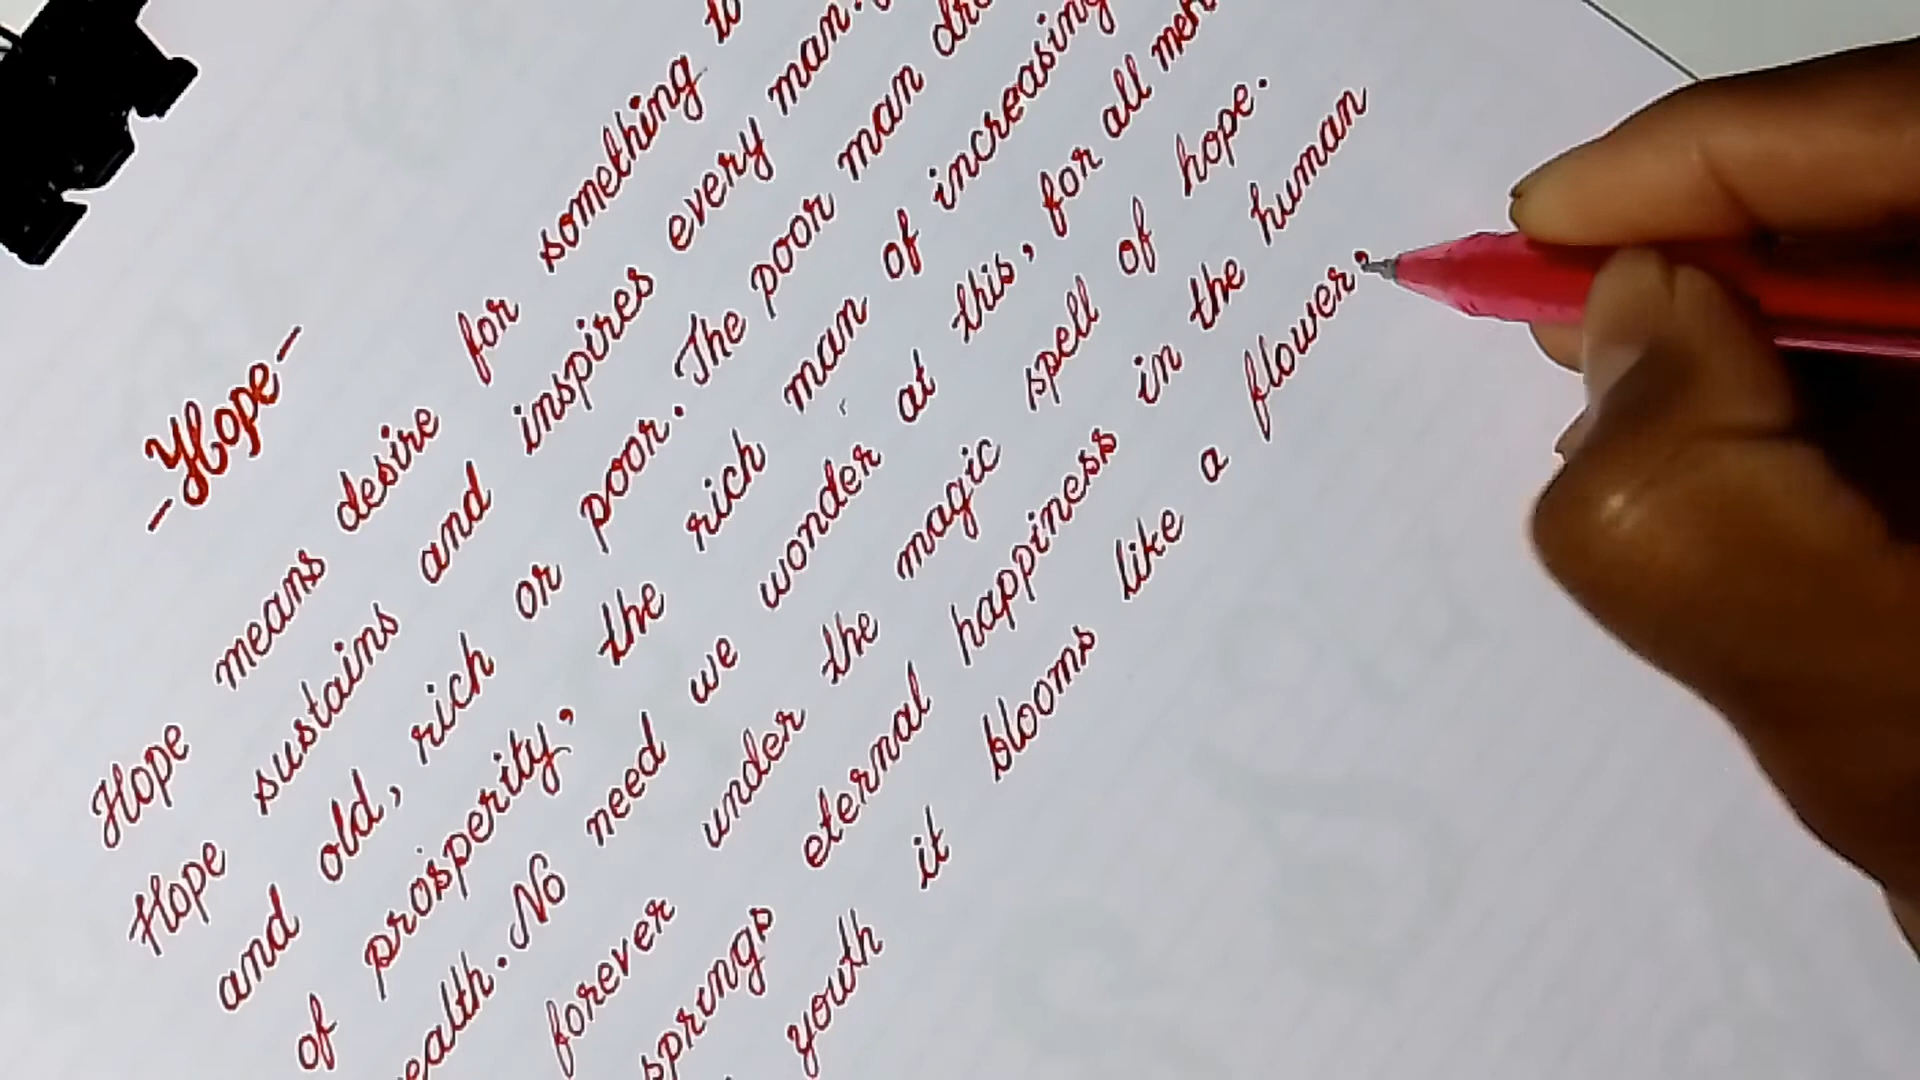 -Hope-
Hope means desire for something to
Hope sustains and inspires every man.
and old, rich or poor. The poor man
of prosperity, the rich man of increasing
ealth. No need we wonder at this, for all men
forever under the magic spell of hope.
springs eternal happiness in the human
youth it blooms like a flower,